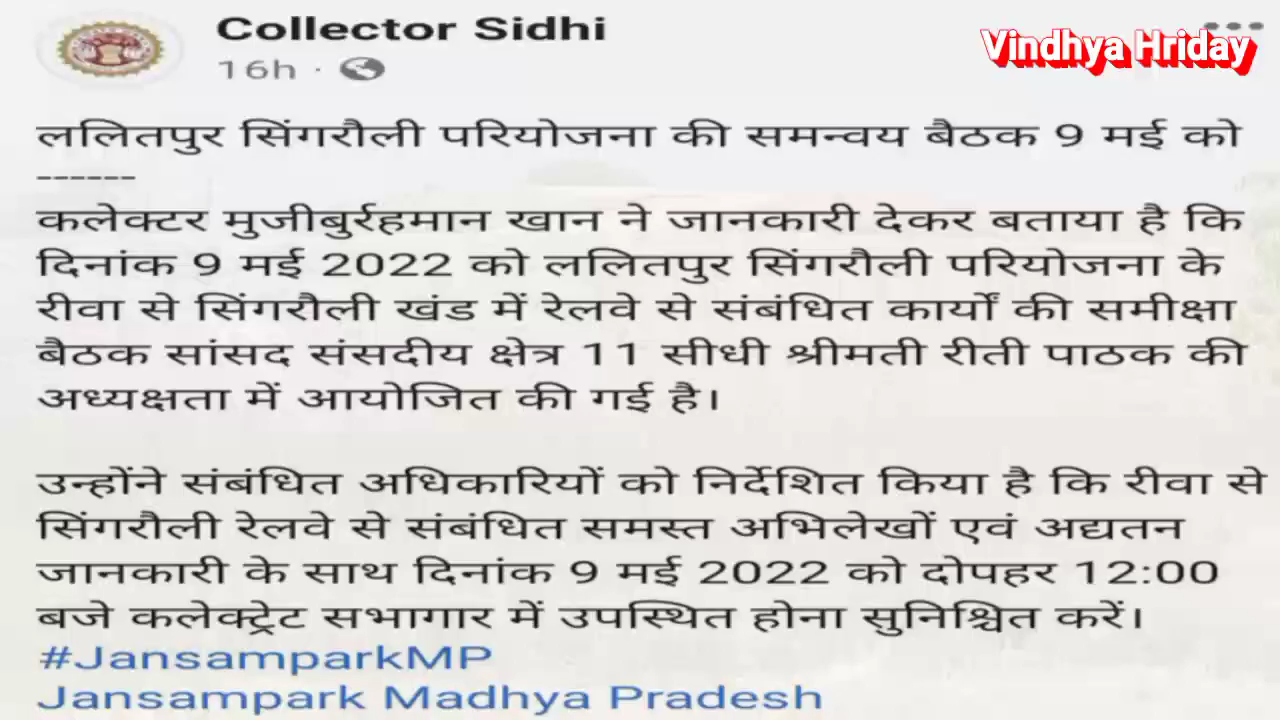 Collector Sidhi
16h ·
Vindhya Hriday
ललितपुर सिंगरौली परियोजना की समन्वय बैठक 9 मई को
------
कलेक्टर मुजीबुर्रहमान खान ने जानकारी देकर बताया है कि
दिनांक 9 मई 2022 को ललितपुर सिंगरौली परियोजना के
रीवा से सिंगरौली खंड में रेलवे से संबंधित कार्यों की समीक्षा
बैठक सांसद संसदीय क्षेत्र 11 सीधी श्रीमती रीती पाठक की
अध्यक्षता में आयोजित की गई है।
उन्होंने संबंधित अधिकारियों को निर्देशित किया है कि रीवा से
सिंगरौली रेलवे से संबंधित समस्त अभिलेखों एवं अद्यतन
जानकारी के साथ दिनांक 9 मई 2022 को दोपहर 12:00
बजे कलेक्ट्रेट सभागार में उपस्थित होना सुनिश्चित करें।
#JansamparkMP
Jansampark Madhya Pradesh